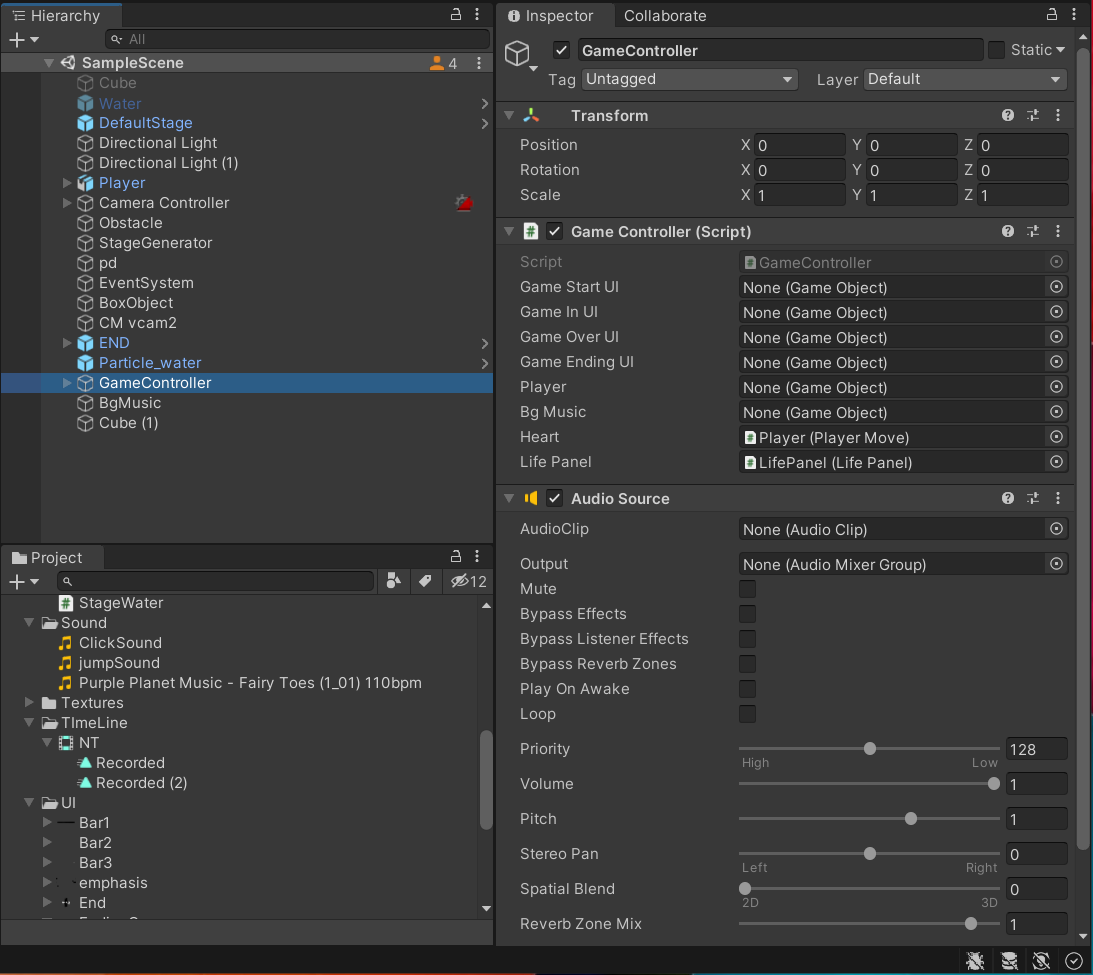 Hierarchy
All
SampleScene 4
Cube
Water
DefaultStage
Directional Light
Directional Light (1)
Player
Camera Controller
Obstacle
StageGenerator
pd
EventSystem
BoxObject
CM vcam2
END
Particle_water
GameController
BgMusic
Cube (1)
Project
12
StageWater
Sound
ClickSound
jumpSound
Purple Planet Music - Fairy Toes (1_01) 110bpm
Textures
TImeLine
NT
Recorded
Recorded (2)
UI
Bar1
Bar2
Bar3
emphasis
End
Inspector Collaborate
GameController Static
Tag Untagged Layer Default
Transform
Position X 0 Y 0 Z 0
Rotation X 0 Y 0 Z 0
Scale X 1 Y 1 Z 1
Game Controller (Script)
Script GameController
Game Start UI None (Game Object)
Game In UI None (Game Object)
Game Over UI None (Game Object)
Game Ending UI None (Game Object)
Player None (Game Object)
Bg Music None (Game Object)
Heart Player (Player Move)
Life Panel LifePanel (Life Panel)
Audio Source
AudioClip None (Audio Clip)
Output None (Audio Mixer Group)
Mute
Bypass Effects
Bypass Listener Effects
Bypass Reverb Zones
Play On Awake
Loop
Priority 128
High Low
Volume 1
Pitch 1
Stereo Pan 0
Left Right
Spatial Blend 0
2D 3D
Reverb Zone Mix 1